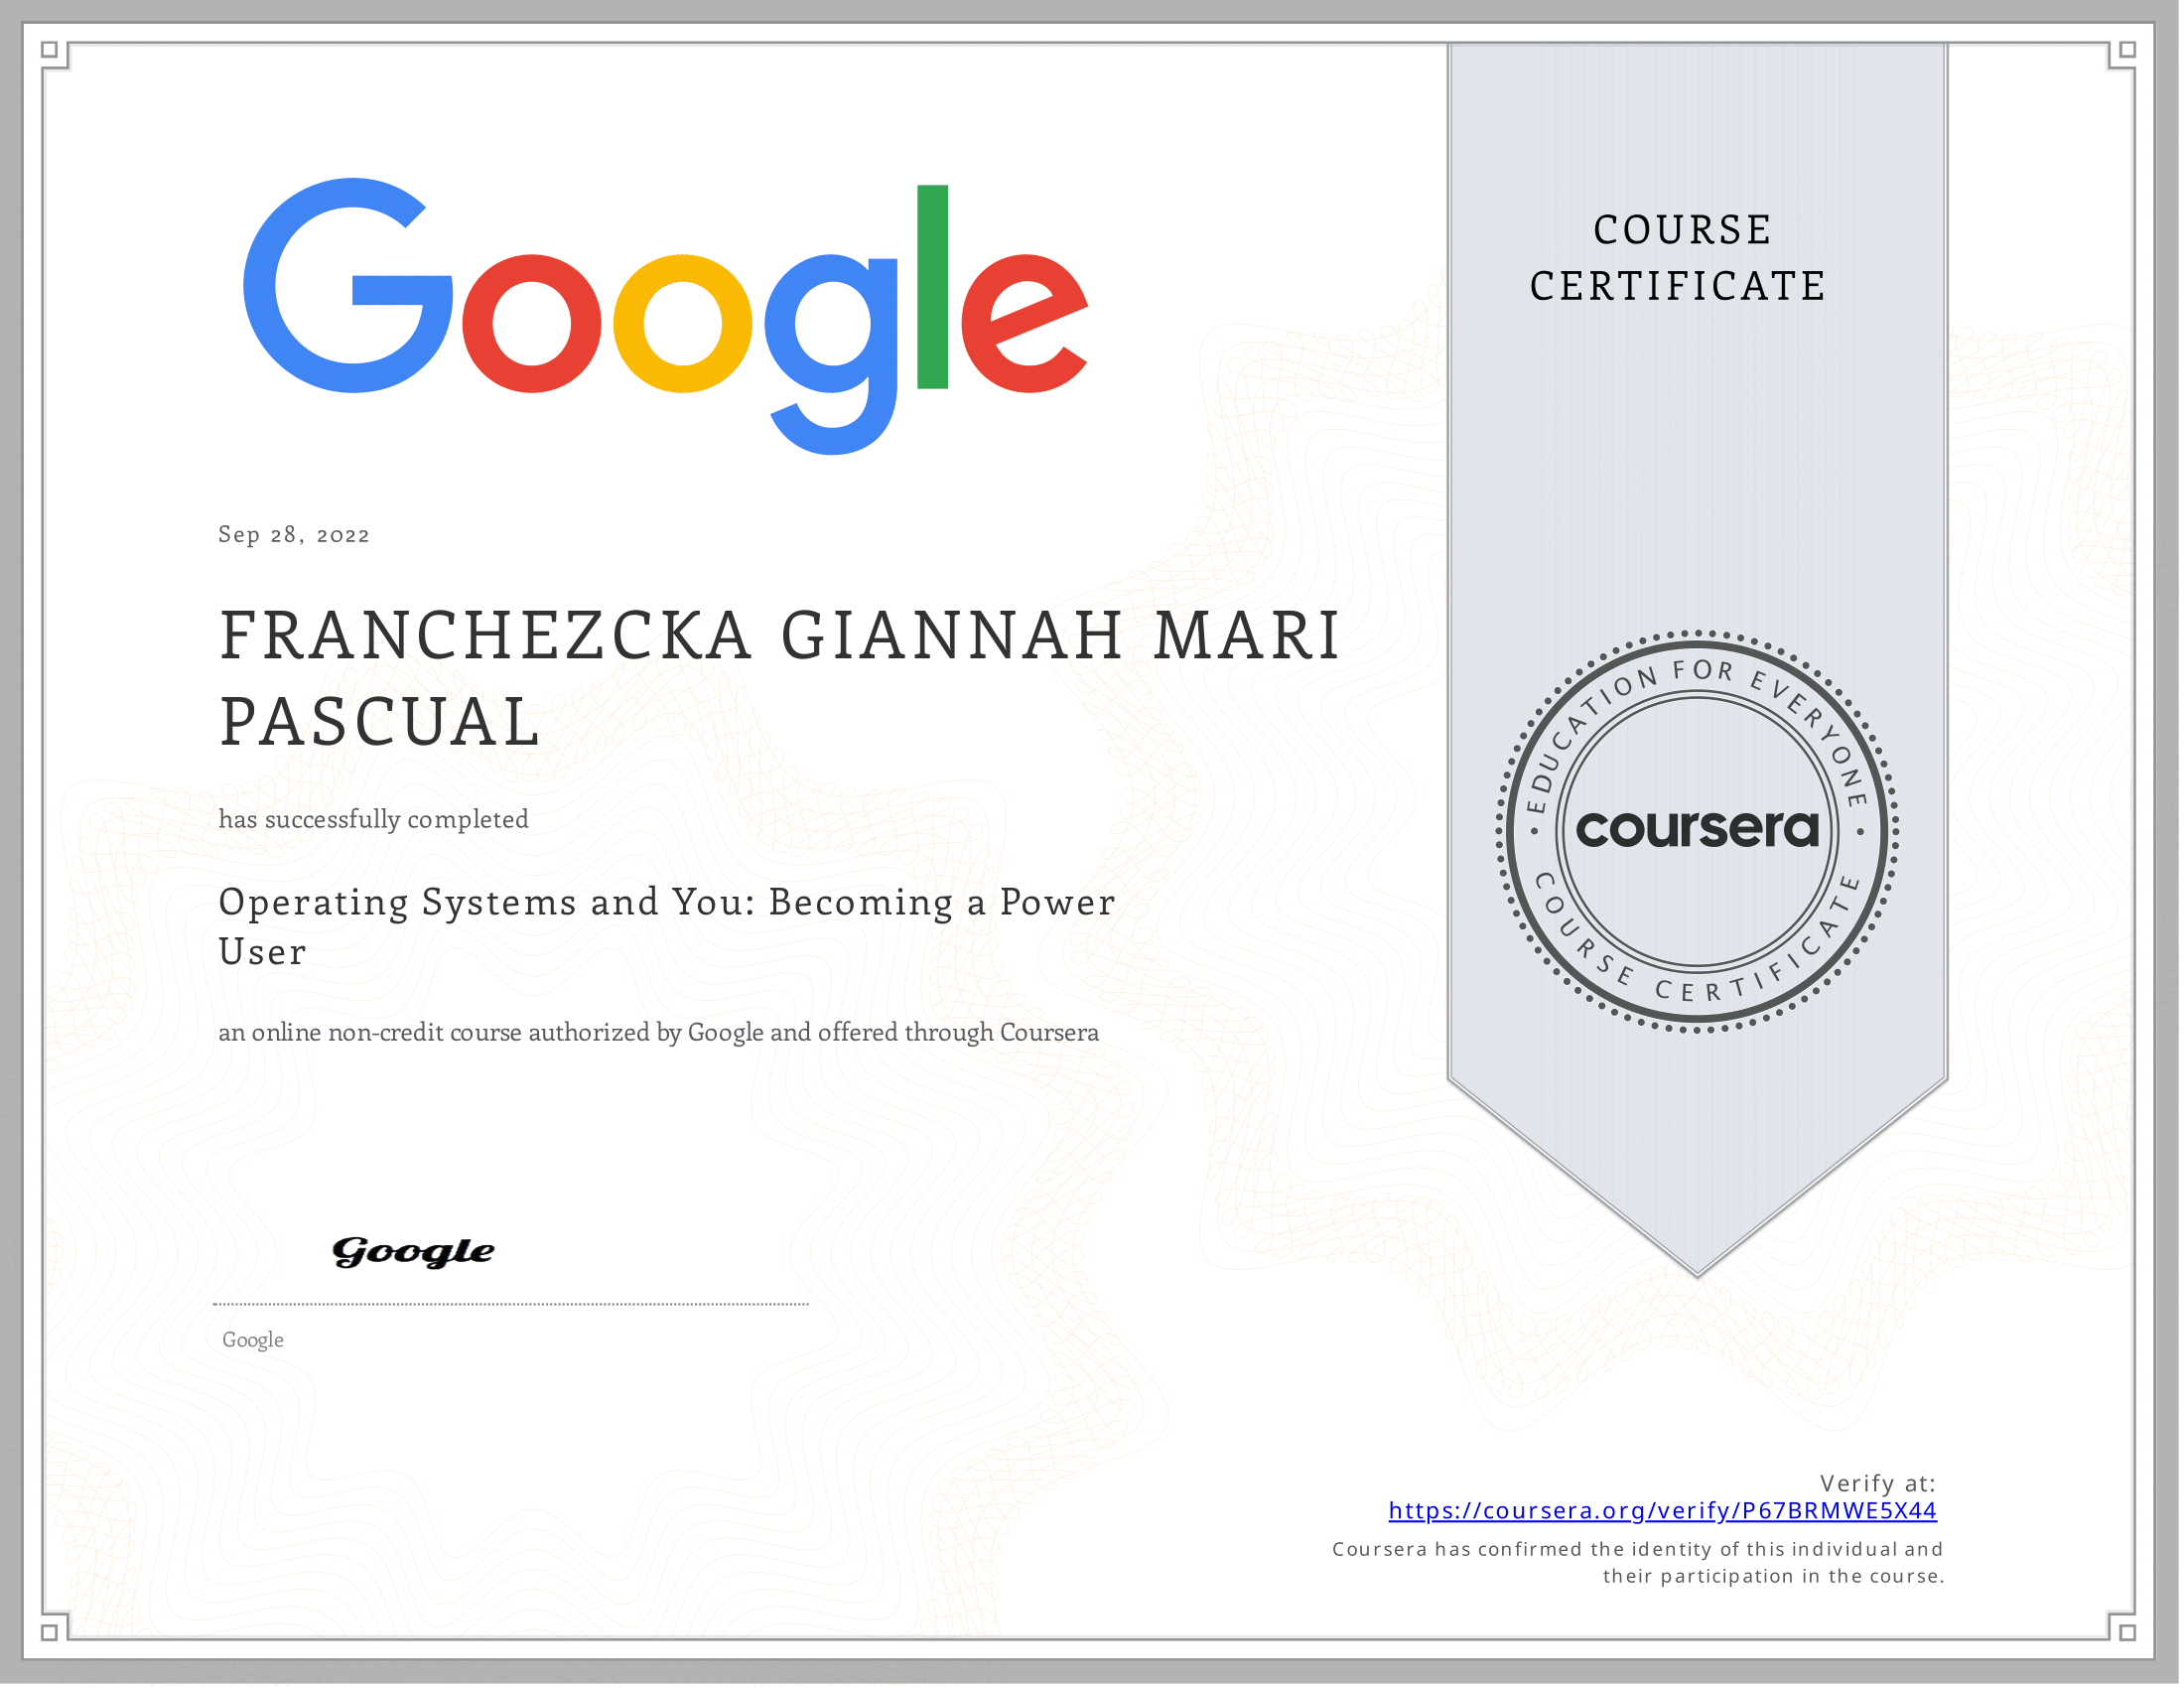 Google
COURSE
CERTIFICATE
Sep 28, 2022
FRANCHEZCKA GIANNAH MARI
PASCUAL
has successfully completed
Operating Systems and You: Becoming a Power
User
an online non-credit course authorized by Google and offered through Coursera
EDUCATION FOR EVERYONE
coursera
COURSE CERTIFICATE
Google
Google
Verify at:
https://coursera.org/verify/P67BRMWE5X44
Coursera has confirmed the identity of this individual and
their participation in the course.